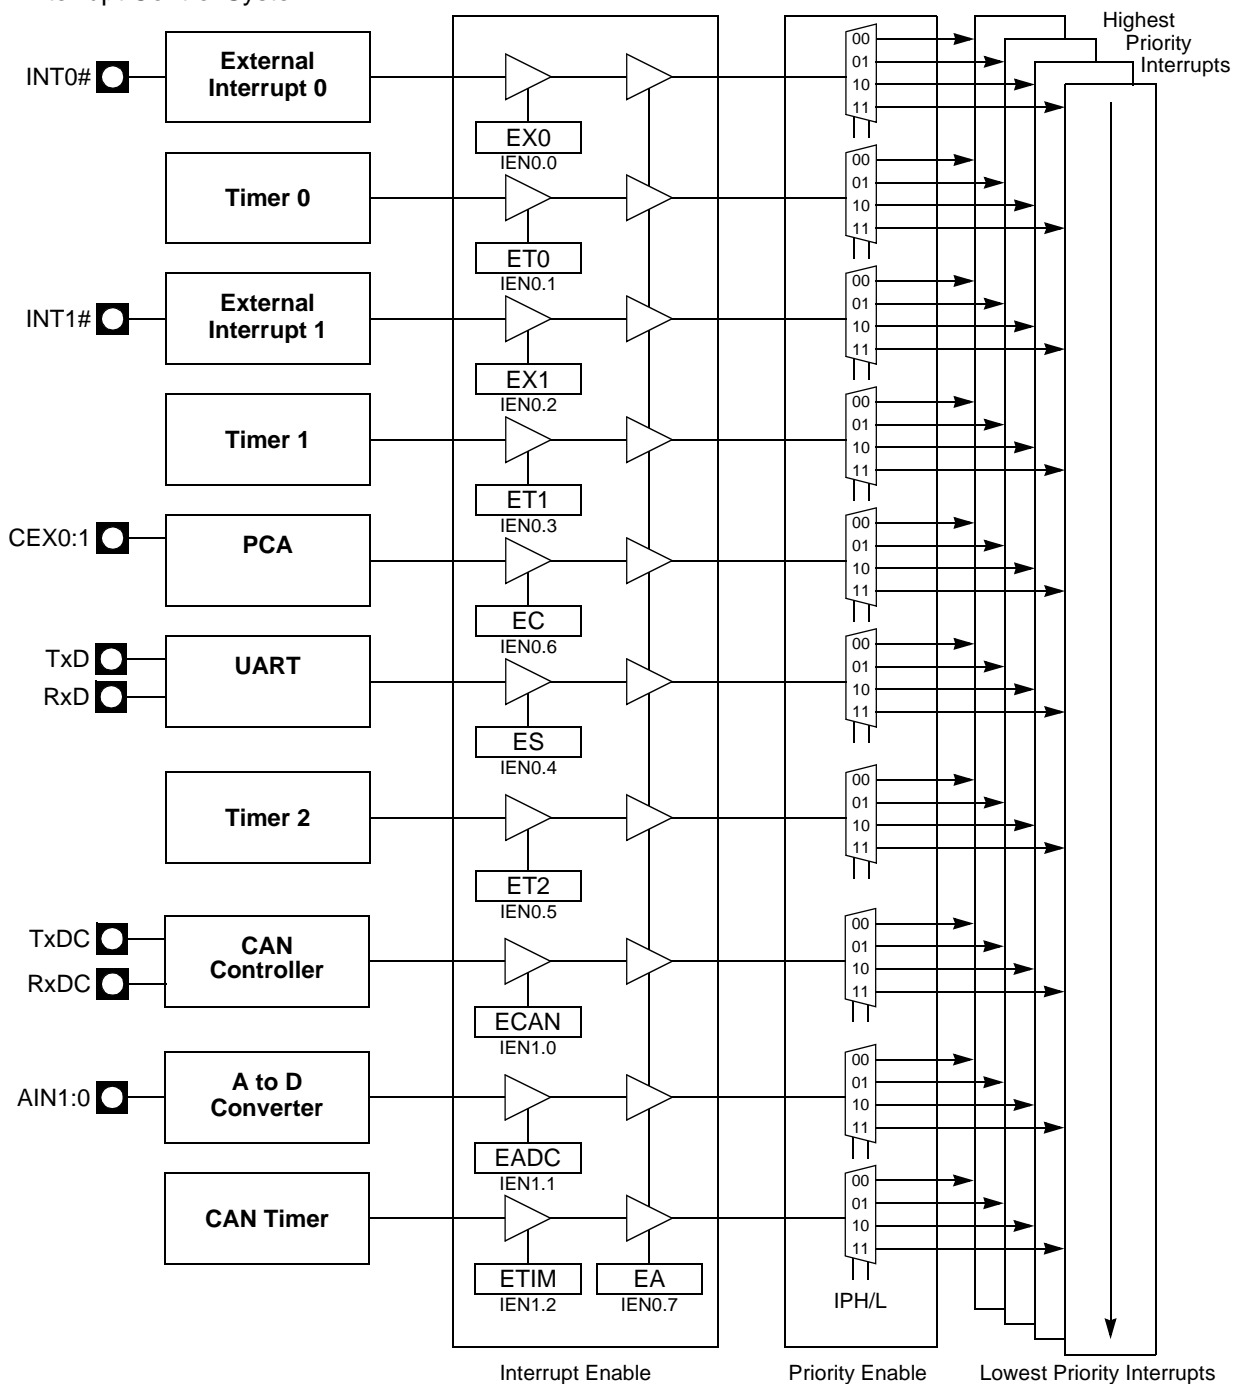 Highest
Priority
Interrupts
INT0#
External
Interrupt 0
EX0
IEN0.0
00
01
10
11
Timer 0
ET0
IEN0.1
00
01
10
11
INT1#
External
Interrupt 1
EX1
IEN0.2
00
01
10
11
Timer 1
ET1
IEN0.3
00
01
10
11
CEX0:1
PCA
EC
IEN0.6
00
01
10
11
TxD
RxD
UART
ES
IEN0.4
00
01
10
11
Timer 2
ET2
IEN0.5
00
01
10
11
TxDC
RxDC
CAN
Controller
ECAN
IEN1.0
00
01
10
11
AIN1:0
A to D
Converter
EADC
IEN1.1
00
01
10
11
CAN Timer
ETIM
IEN1.2
EA
IEN0.7
00
01
10
11
IPH/L
Interrupt Enable
Priority Enable
Lowest Priority Interrupts